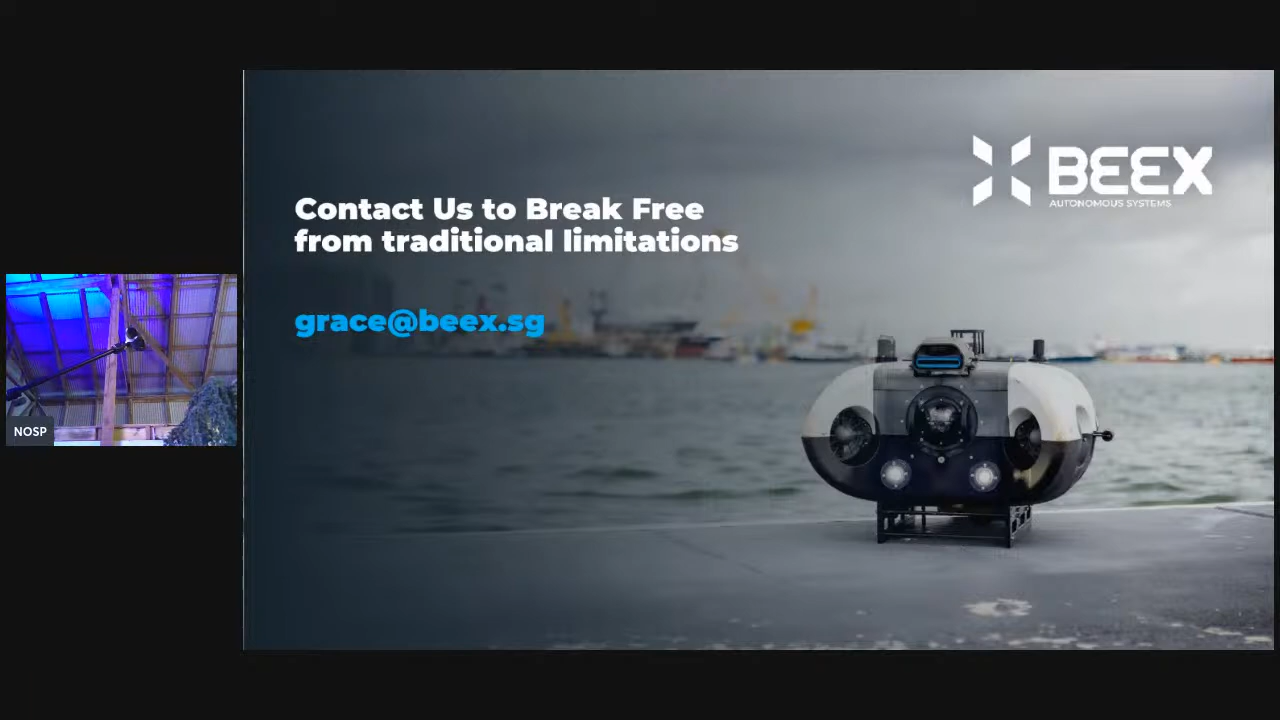 Contact Us to Break Free
from traditional limitations
grace@beex.sg
BEEX
AUTONOMOUS SYSTEMS
NOSP